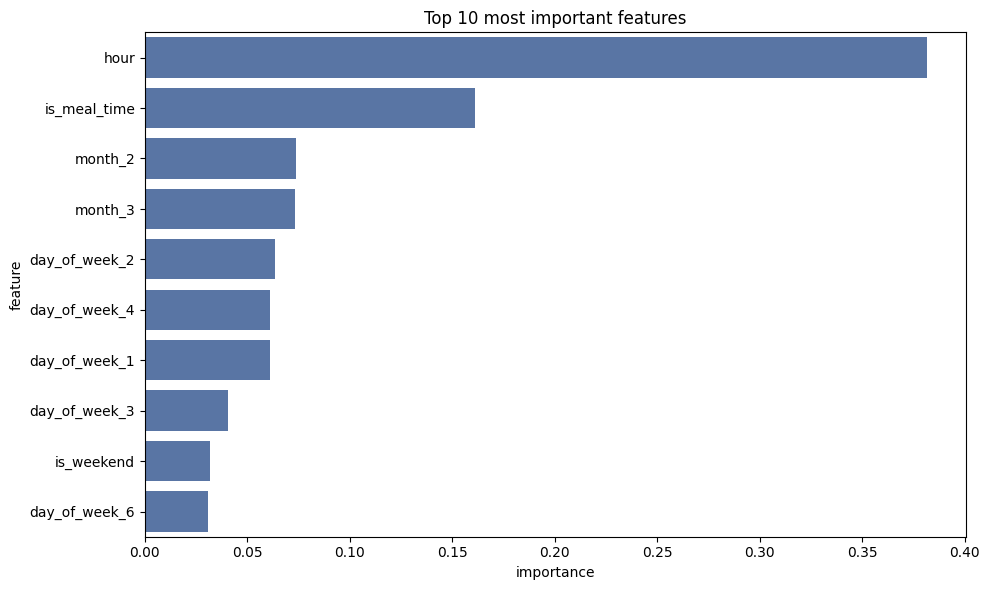 Top 10 most important features
hour
is_meal_time
month_2
month_3
day_of_week_2
day_of_week_4
day_of_week_1
day_of_week_3
is_weekend
day_of_week_6
feature
0.00 0.05 0.10 0.15 0.20 0.25 0.30 0.35 0.40
importance